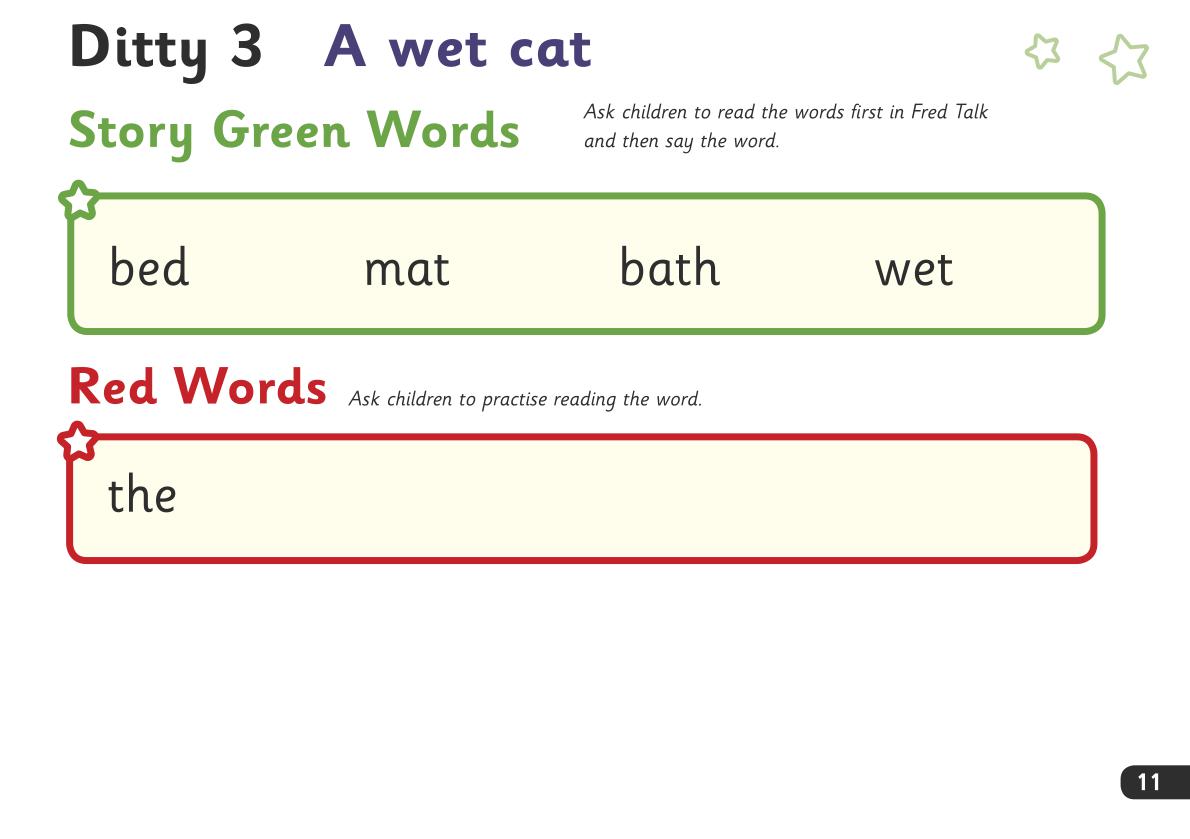 Ditty 3 A wet cat
Story Green Words
Ask children to read the words first in Fred Talk
and then say the word.
bed mat bath wet
Red Words Ask children to practise reading the word.
the
11